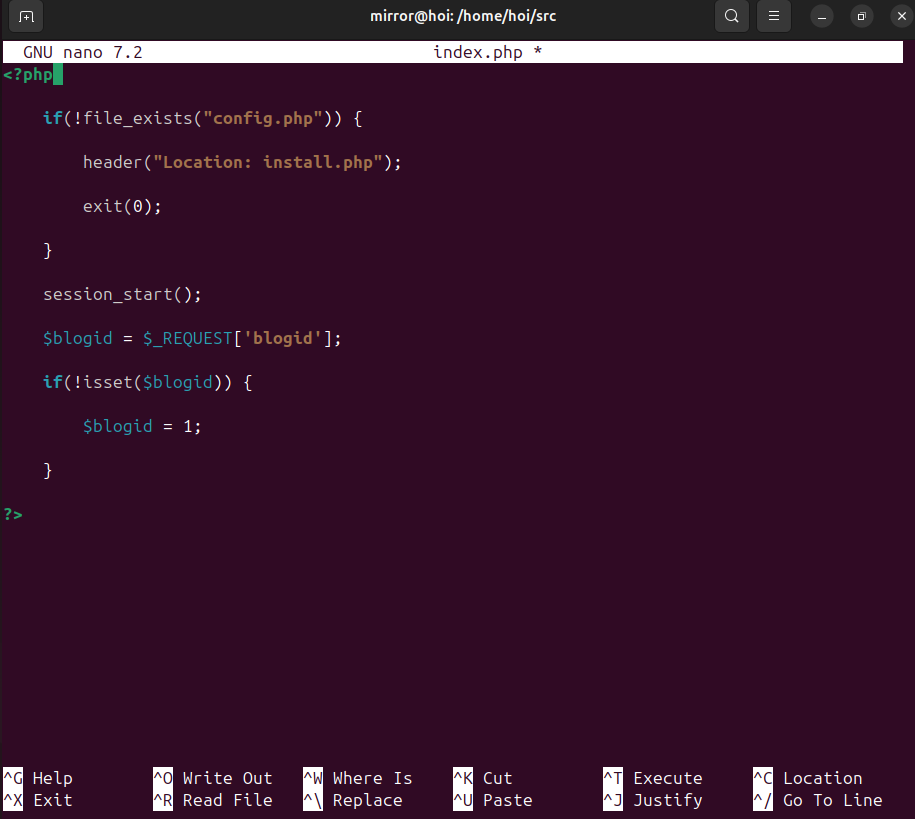 mirror@hoi: /home/hoi/src
GNU nano 7.2 index.php *
<?php
if(!file_exists("config.php")) {
header("Location: install.php");
exit(0);
}
session_start();
$blogid = $_REQUEST['blogid'];
if(!isset($blogid)) {
$blogid = 1;
}
?>
^G Help ^O Write Out ^W Where Is ^K Cut ^T Execute ^C Location
^X Exit ^R Read File ^\ Replace ^U Paste ^J Justify ^/ Go To Line